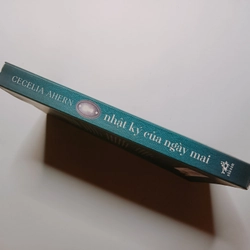 CECELIA AHERN
nhật ký của ngày mai